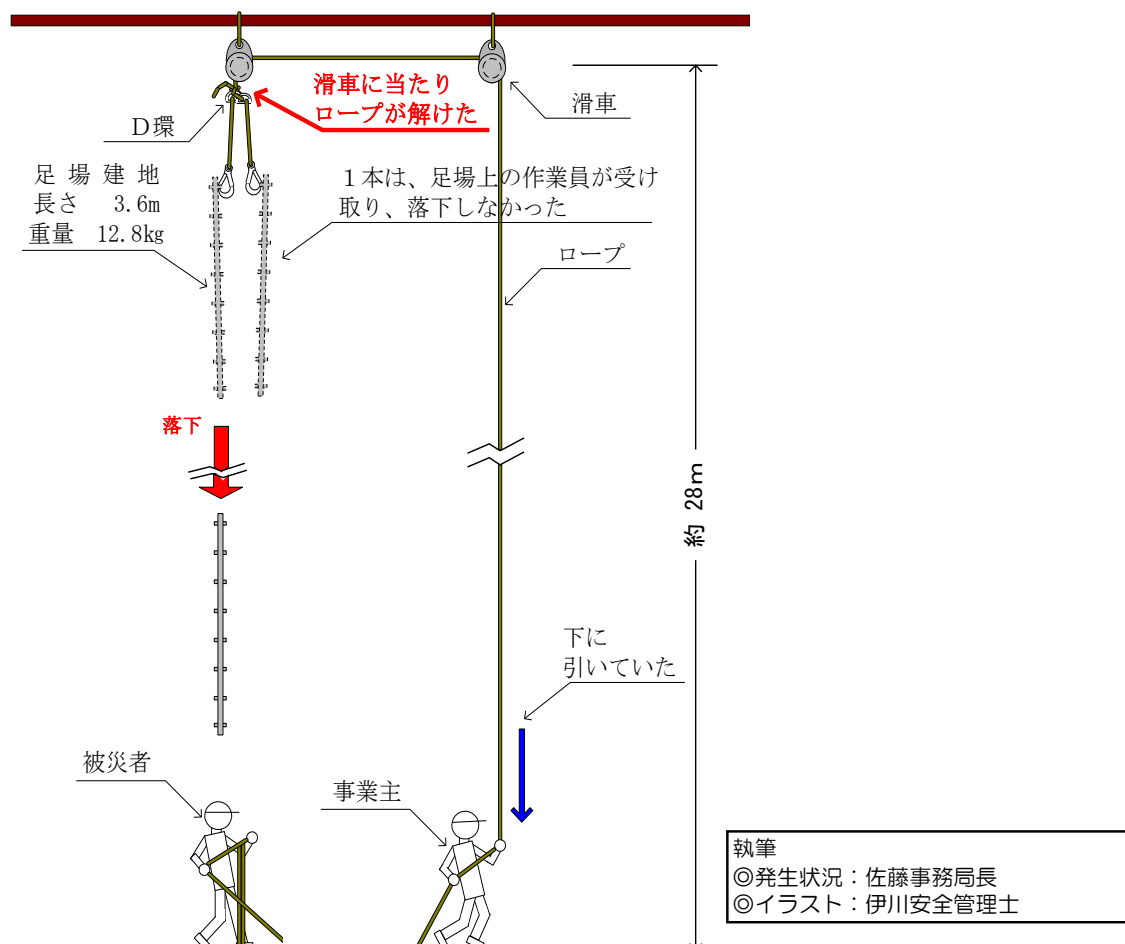 滑車に当たり
ロープが解けた
滑車
D環
足場建地
長さ 3.6m
重量 12.8kg
1本は、足場上の作業員が受け
取り、落下しなかった
ロープ
落下
約 28m
下に
引いていた
被災者
事業主
執筆
◎発生状況：佐藤事務局長
◎イラスト：伊川安全管理士